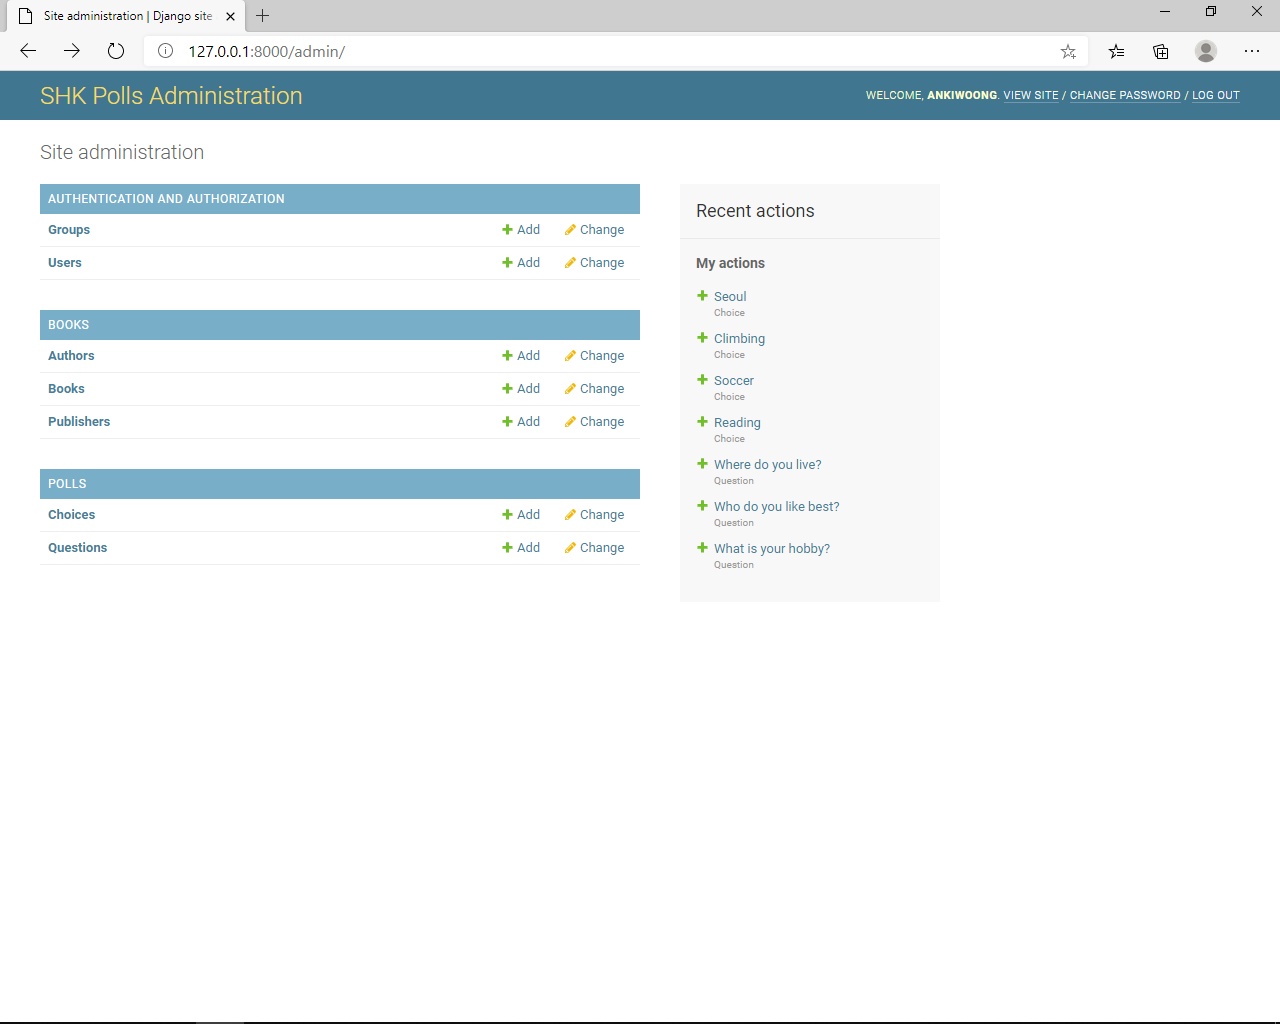 Site administration | Django site
127.0.0.1:8000/admin/
SHK Polls Administration
WELCOME, ANKIWOONG. VIEW SITE / CHANGE PASSWORD / LOG OUT
Site administration
AUTHENTICATION AND AUTHORIZATION
Groups Add Change
Users Add Change
BOOKS
Authors Add Change
Books Add Change
Publishers Add Change
POLLS
Choices Add Change
Questions Add Change
Recent actions
My actions
Seoul
Choice
Climbing
Choice
Soccer
Choice
Reading
Choice
Where do you live?
Question
Who do you like best?
Question
What is your hobby?
Question